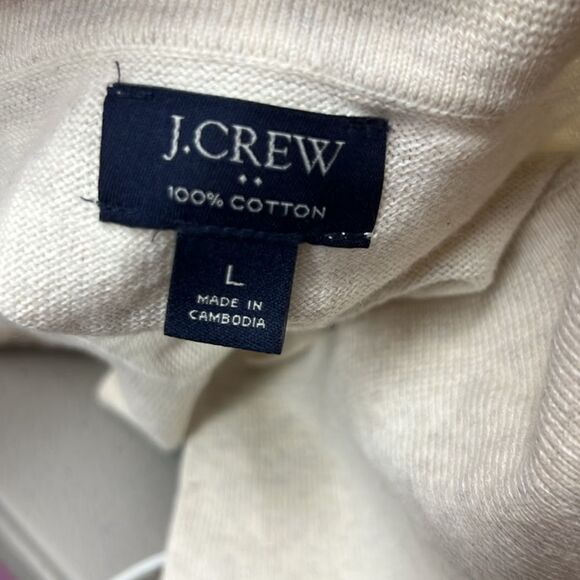 J.CREW
100% COTTON
L
MADE IN
CAMBODIA